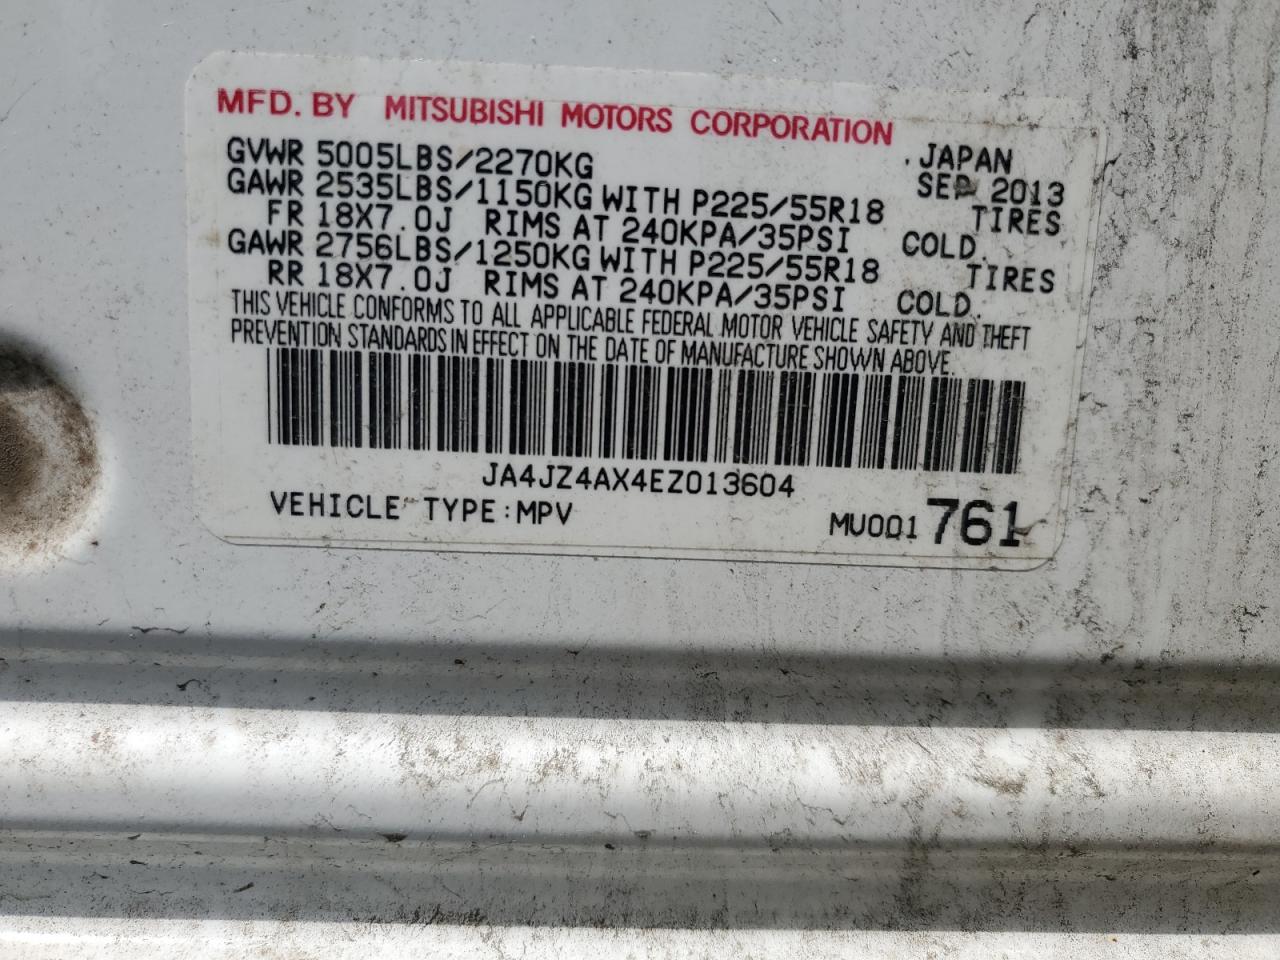 MFD. BY MITSUBISHI MOTORS CORPORATION
GVWR 5005LBS/2270KG . JAPAN
SEP 2013
GAWR 2535LBS/1150KG WITH P225/55R18 TIRES
FR 18X7.0J RIMS AT 240KPA/35PSI COLD.
GAWR 2756LBS/1250KG WITH P225/55R18 TIRES
RR 18X7.0J RIMS AT 240KPA/35PSI COLD.
THIS VEHICLE CONFORMS TO ALL APPLICABLE FEDERAL MOTOR VEHICLE SAFETY AND THEFT
PREVENTION STANDARDS IN EFFECT ON THE DATE OF MANUFACTURE SHOWN ABOVE.
JA4JZ4AX4EZ013604
VEHICLE TYPE:MPV MU001 761